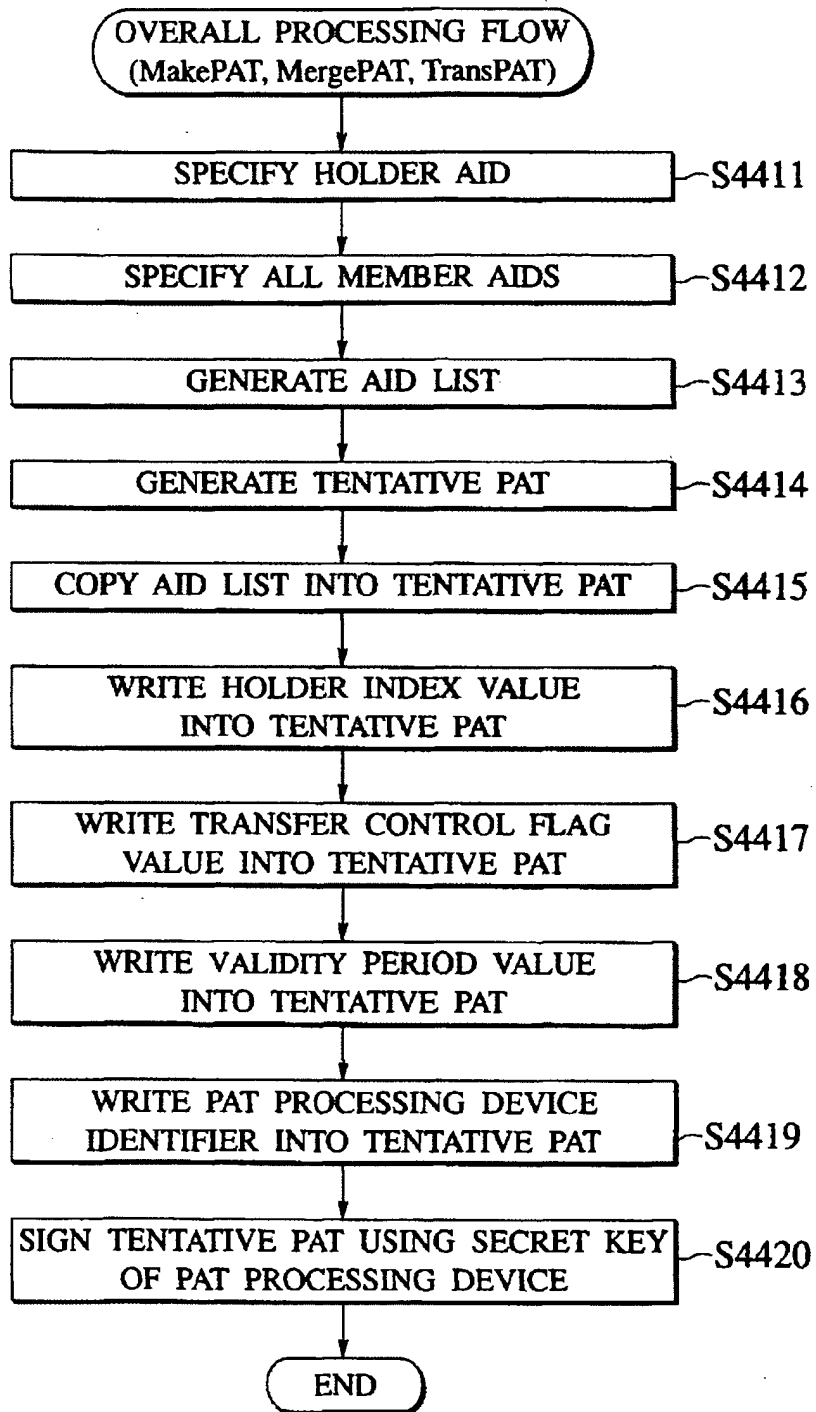 OVERALL PROCESSING FLOW
(MakePAT, MergePAT, TransPAT)
SPECIFY HOLDER AID
S4411
SPECIFY ALL MEMBER AIDS
S4412
GENERATE AID LIST
S4413
GENERATE TENTATIVE PAT
S4414
COPY AID LIST INTO TENTATIVE PAT
S4415
WRITE HOLDER INDEX VALUE
INTO TENTATIVE PAT
S4416
WRITE TRANSFER CONTROL FLAG
VALUE INTO TENTATIVE PAT
S4417
WRITE VALIDITY PERIOD VALUE
INTO TENTATIVE PAT
S4418
WRITE PAT PROCESSING DEVICE
IDENTIFIER INTO TENTATIVE PAT
S4419
SIGN TENTATIVE PAT USING SECRET KEY
OF PAT PROCESSING DEVICE
S4420
END